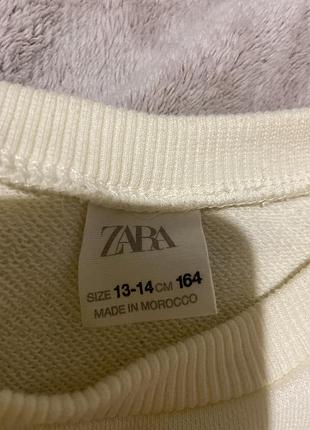 ZARA
SIZE 13-14 CM 164
MADE IN MOROCCO